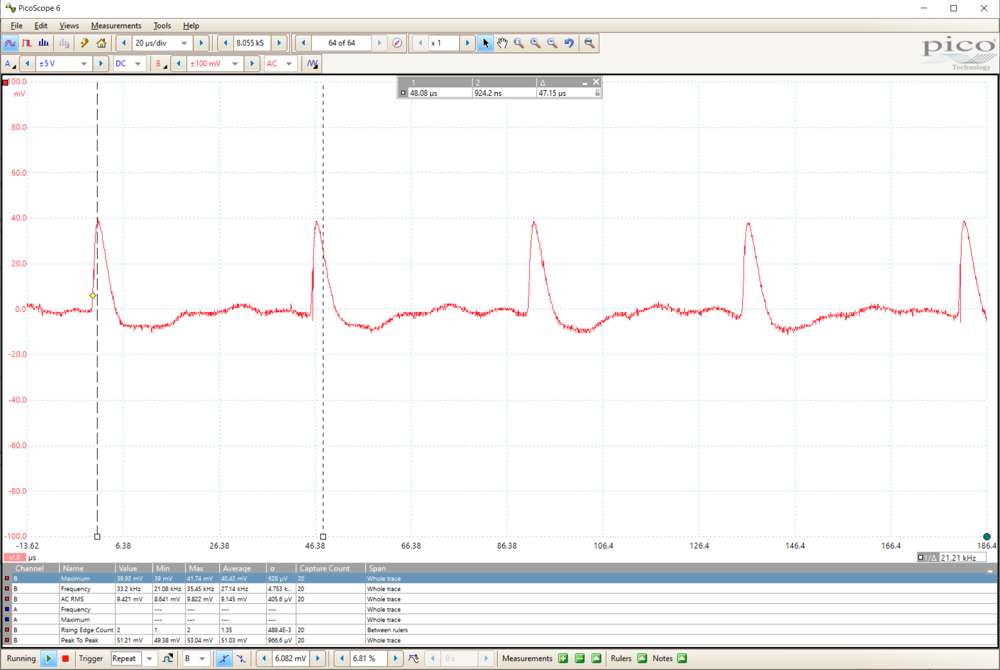 PicoScope 6
File Edit Views Measurements Tools Help
20 µs/div 8.055 kS 64 of 64 x 1
pico
Technology
A ±5 V DC B ±100 mV AC
1 2 Δ
48.08 µs 924.2 ns 47.15 µs
100.0
mV
80.0
60.0
40.0
20.0
0.0
-20.0
-40.0
-60.0
-80.0
-100.0
-13.62 6.38 26.38 46.38 66.38 86.38 106.4 126.4 146.4 166.4 186.4
x1.0 µs
1/Δ 21.21 kHz
Channel Name Value Min Max Average σ Capture Count Span
B Maximum 39.92 mV 39 mV 41.74 mV 40.42 mV 628 µV 20 Whole trace
B Frequency 33.2 kHz 21.08 kHz 35.45 kHz 27.14 kHz 4.753 k... 20 Whole trace
B AC RMS 9.421 mV 8.641 mV 9.822 mV 9.145 mV 405.6 µV 20 Whole trace
A Frequency --- --- --- --- Whole trace
A Maximum --- --- --- --- Whole trace
B Rising Edge Count 2 1 2 1.35 489.4E-3 20 Between rulers
B Peak To Peak 51.21 mV 49.38 mV 53.04 mV 51.03 mV 966.6 µV 20 Whole trace
Running Trigger Repeat B 6.082 mV 6.81 % 0 s Measurements Rulers Notes